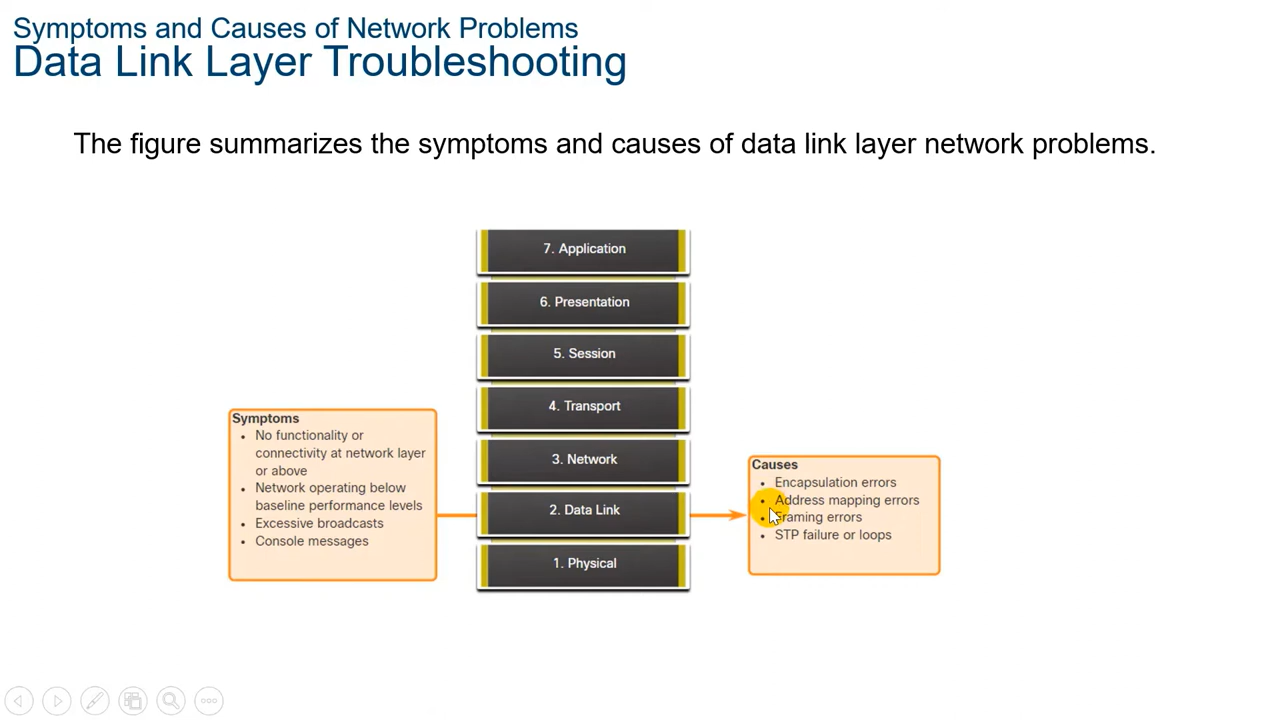 Symptoms and Causes of Network Problems
Data Link Layer Troubleshooting
The figure summarizes the symptoms and causes of data link layer network problems.
7. Application
6. Presentation
5. Session
4. Transport
3. Network
2. Data Link
1. Physical
Symptoms
• No functionality or
connectivity at network layer
or above
• Network operating below
baseline performance levels
• Excessive broadcasts
• Console messages
Causes
• Encapsulation errors
• Address mapping errors
• Framing errors
• STP failure or loops